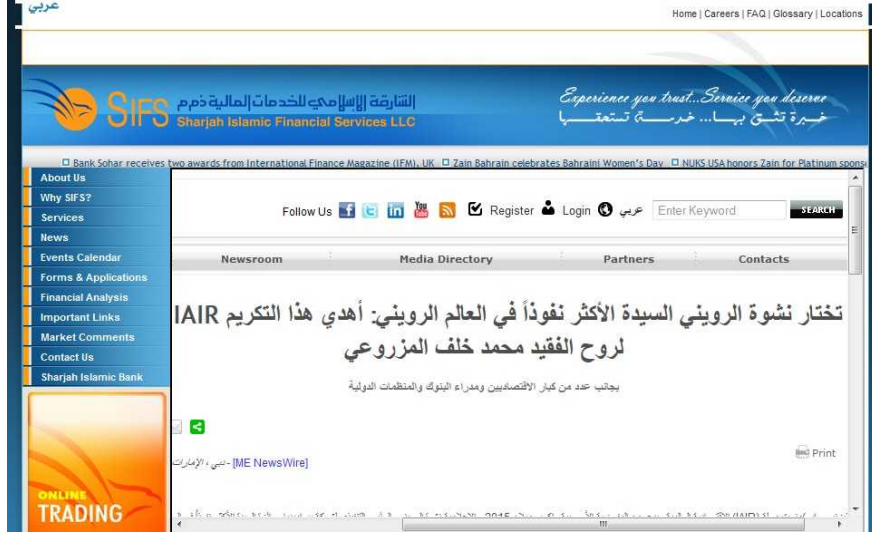 عربي
Home | Careers | FAQ | Glossary | Locations
SIFS الشارقة الإسلامي للخدمات المالية ذ.م.م
Sharjah Islamic Financial Services LLC
Experience you trust...Service you deserve
خبرة تثق بها... خدمة تستحقها
Bank Sohar receives two awards from International Finance Magazine (IFM), UK Zain Bahrain celebrates Bahraini Women's Day NUKS USA honors Zain for Platinum spons
About Us
Why SIFS?
Services
News
Events Calendar
Forms & Applications
Financial Analysis
Important Links
Market Comments
Contact Us
Sharjah Islamic Bank
ONLINE
TRADING
Follow Us Register Login عربي Enter Keyword SEARCH
Newsroom Media Directory Partners Contacts
IAIR تختار نشوة الرويني السيدة الأكثر نفوذاً في العالم الرويني: أهدي هذا التكريم
لروح الفقيد محمد خلف المزروعي
بجانب عدد من كبار الاقتصاديين ومدراء البنوك والمنظمات الدولية
Print
دبي، الإمارات- [ME NewsWire]